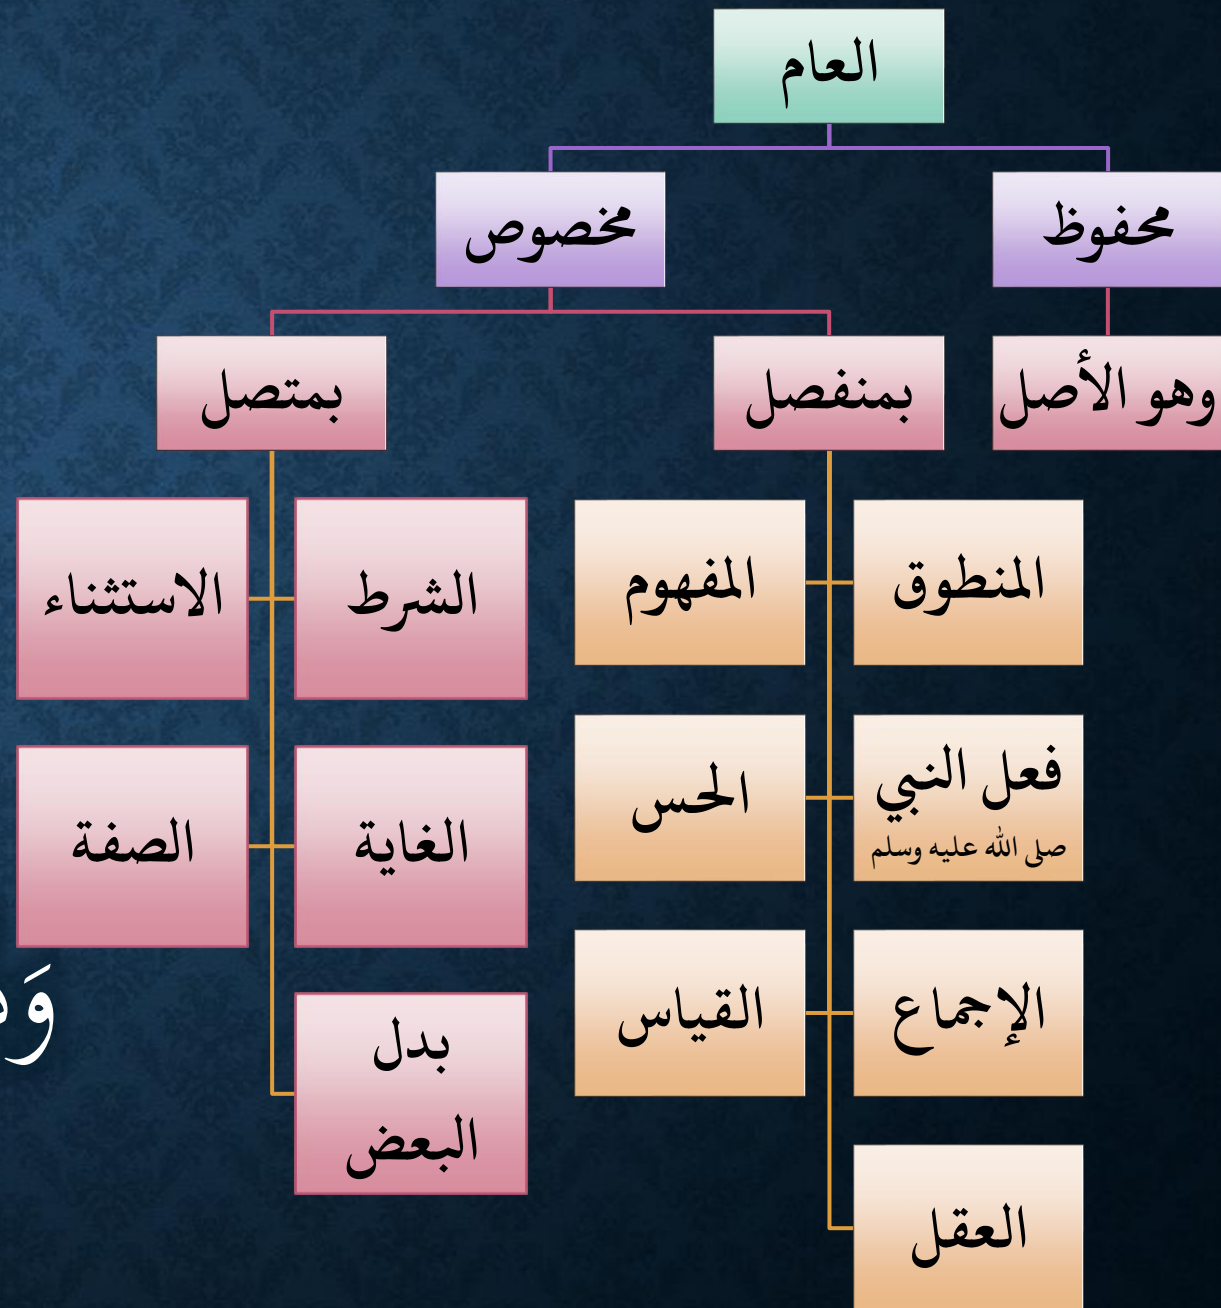 العام
محفوظ
مخصوص
وهو الأصل
بمنفصل
بمتصل
المنطوق
المفهوم
فعل النبي
صلى الله عليه وسلم
الحس
الإجماع
القياس
العقل
الشرط
الاستثناء
الغاية
الصفة
بدل
البعض